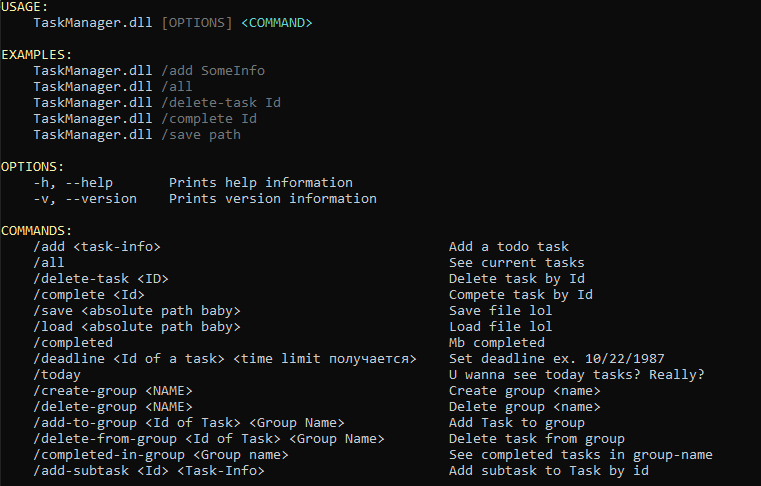 USAGE:
TaskManager.dll [OPTIONS] <COMMAND>
EXAMPLES:
TaskManager.dll /add SomeInfo
TaskManager.dll /all
TaskManager.dll /delete-task Id
TaskManager.dll /complete Id
TaskManager.dll /save path
OPTIONS:
-h, --help Prints help information
-v, --version Prints version information
COMMANDS:
/add <task-info> Add a todo task
/all See current tasks
/delete-task <ID> Delete task by Id
/complete <Id> Compete task by Id
/save <absolute path baby> Save file lol
/load <absolute path baby> Load file lol
/completed Mb completed
/deadline <Id of a task> <time limit получается> Set deadline ex. 10/22/1987
/today U wanna see today tasks? Really?
/create-group <NAME> Create group <name>
/delete-group <NAME> Delete group <name>
/add-to-group <Id of Task> <Group Name> Add Task to group
/delete-from-group <Id of Task> <Group Name> Delete task from group
/completed-in-group <Group name> See completed tasks in group-name
/add-subtask <Id> <Task-Info> Add subtask to Task by id